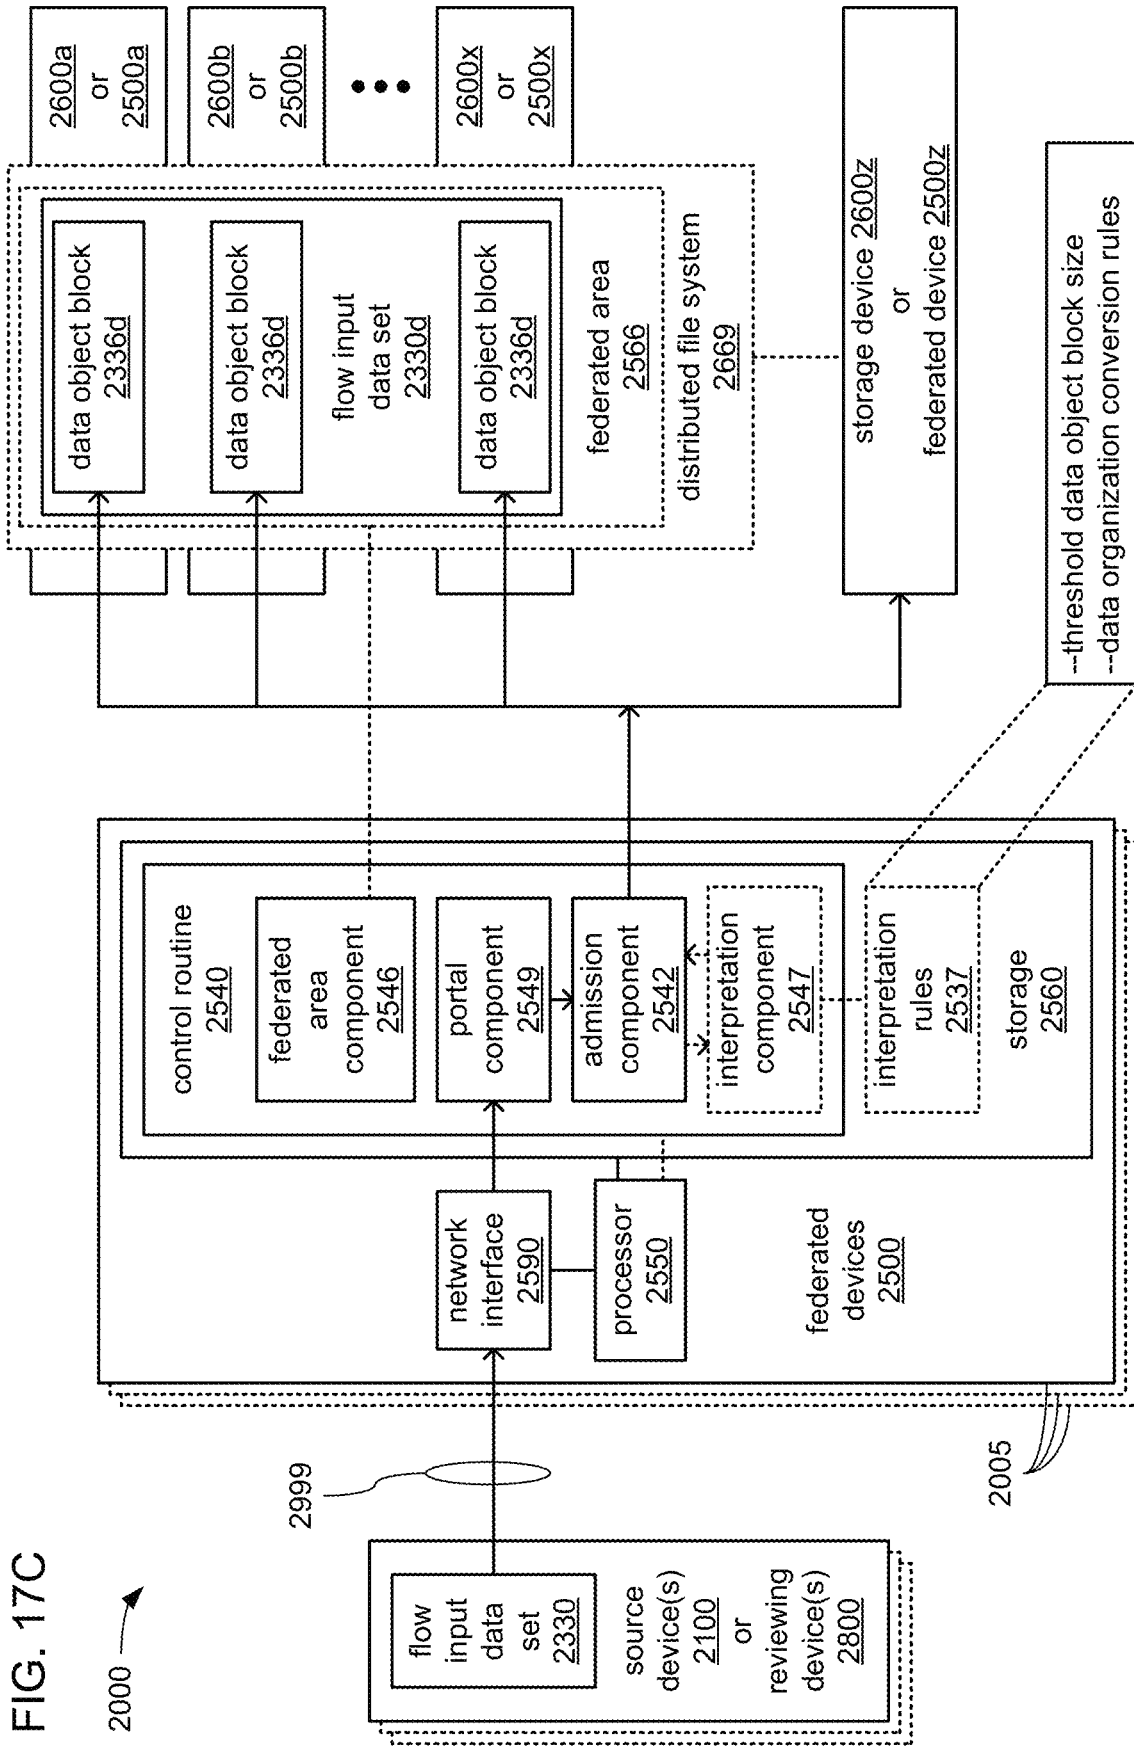 FIG. 17C
2000
flow
input
data
set
2330
source
device(s)
2100
or
reviewing
device(s)
2800
2999
2005
network
interface
2590
processor
2550
federated
devices
2500
control routine
2540
federated
area
component
2546
portal
component
2549
admission
component
2542
interpretation
component
2547
interpretation
rules
2537
storage
2560
data object block
2336d
data object block
2336d
flow input
data set
2330d
data object block
2336d
federated area
2566
distributed file system
2669
2600a
or
2500a
2600b
or
2500b
2600x
or
2500x
storage device 2600z
or
federated device 2500z
--threshold data object block size
--data organization conversion rules